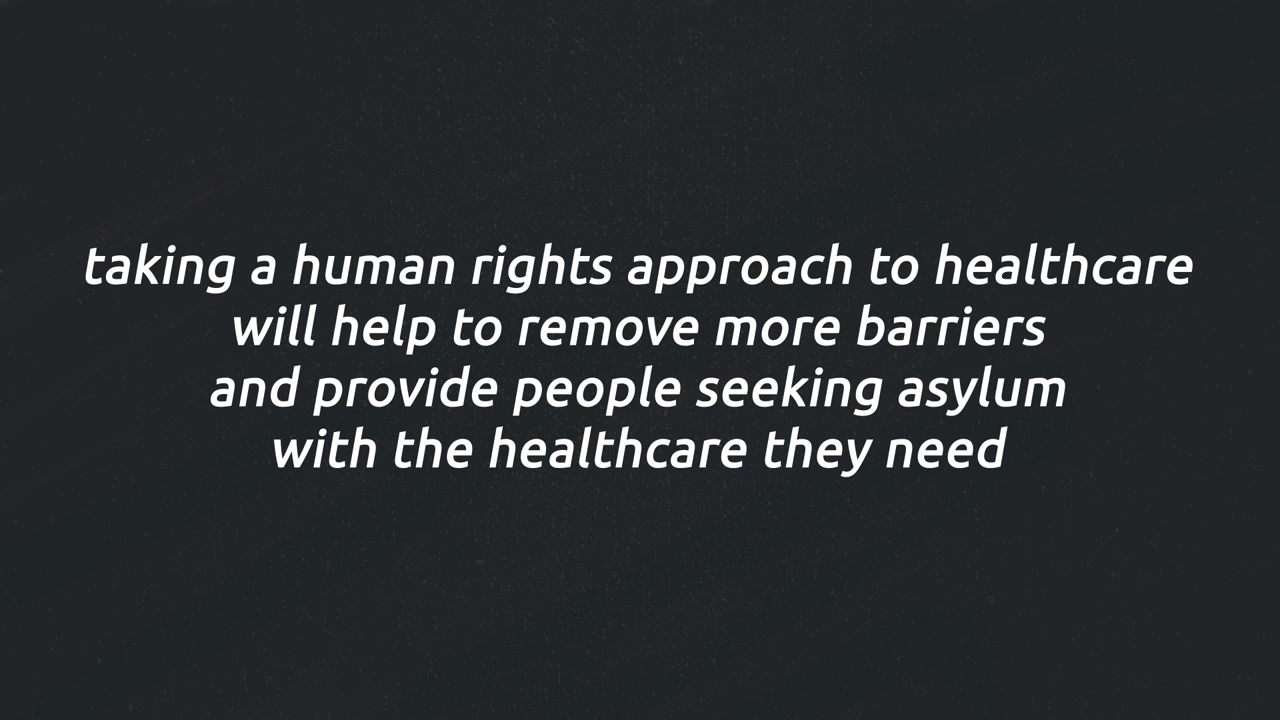 taking a human rights approach to healthcare
will help to remove more barriers
and provide people seeking asylum
with the healthcare they need